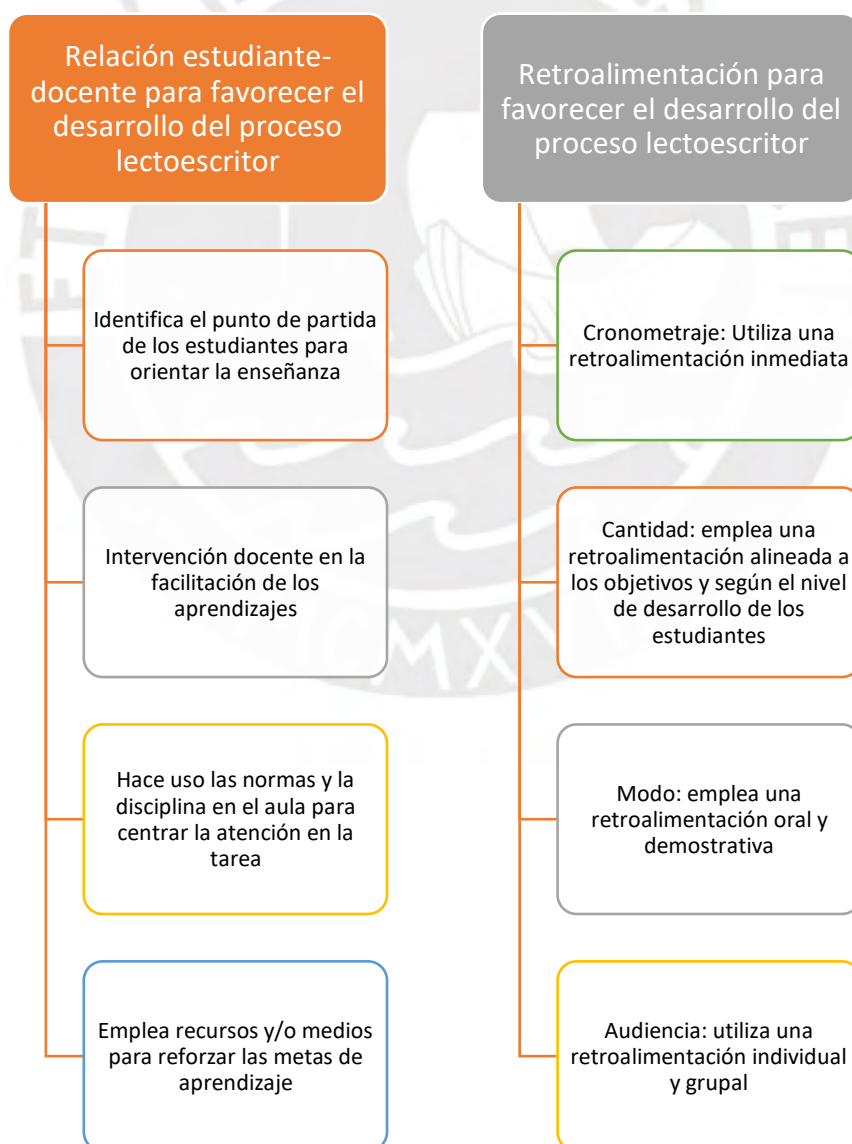 Relación estudiante-
docente para favorecer el
desarrollo del proceso
lectoescritor
Identifica el punto de partida
de los estudiantes para
orientar la enseñanza
Intervención docente en la
facilitación de los
aprendizajes
Hace uso las normas y la
disciplina en el aula para
centrar la atención en la
tarea
Emplea recursos y/o medios
para reforzar las metas de
aprendizaje
Retroalimentación para
favorecer el desarrollo del
proceso lectoescritor
Cronometraje: Utiliza una
retroalimentación inmediata
Cantidad: emplea una
retroalimentación alineada a
los objetivos y según el nivel
de desarrollo de los
estudiantes
Modo: emplea una
retroalimentación oral y
demostrativa
Audiencia: utiliza una
retroalimentación individual
y grupal